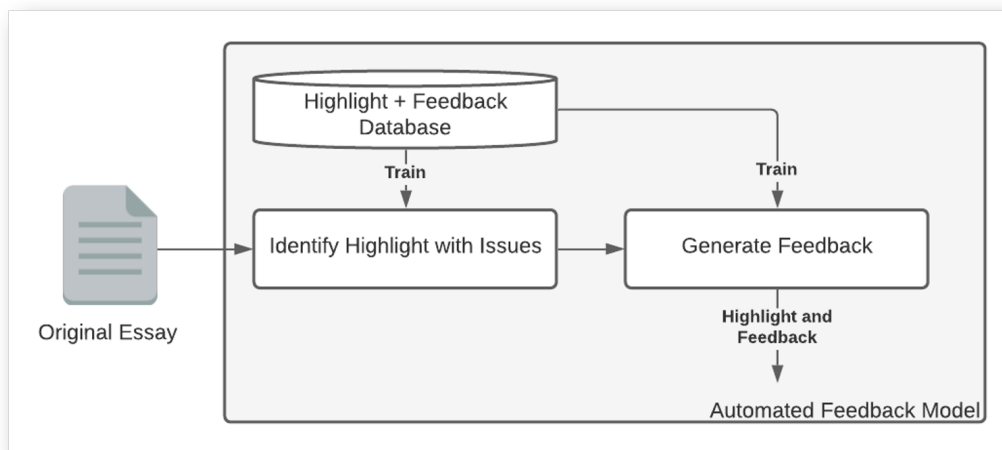 Highlight + Feedback
Database
Train
Train
Identify Highlight with Issues
Generate Feedback
Original Essay
Highlight and
Feedback
Automated Feedback Model